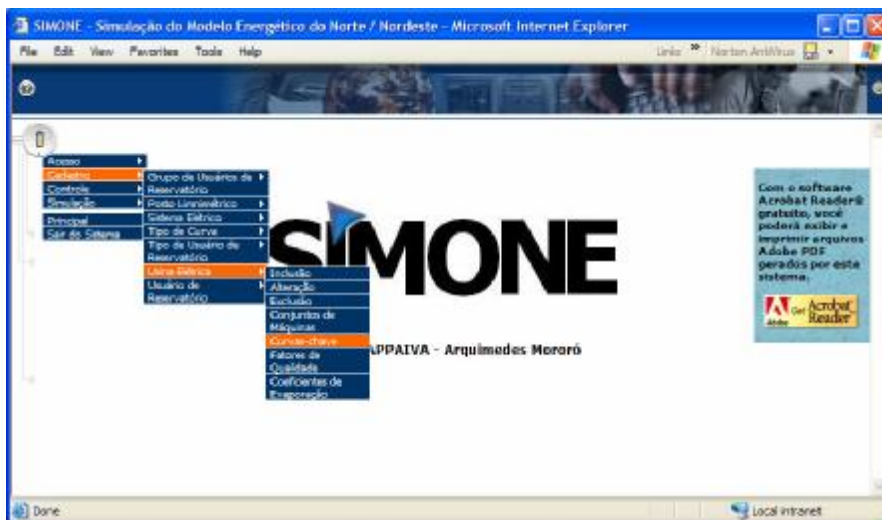 SIMONE - Simulação do Modelo Energético do Norte / Nordeste - Microsoft Internet Explorer
File Edit View Favorites Tools Help
Links » Norton AntiVirus
Acesso
Cadastro
Controle
Simulação
Principal
Sair do Sistema
Grupo de Usuários de
Reservatório
Posto Linimétrico
Sistema Elétrico
Tipo de Curva
Tipo de Usuário de
Reservatório
Usina Elétrica
Usuário de
Reservatório
Inclusão
Alteração
Exclusão
Conjuntos de
Máquinas
Curvas-chave
Fatores de
Qualidade
Coeficientes de
Evaporação
SIMONE
APPAIVA - Arquimedes Mororó
Com o software
Acrobat Reader®
gratuito, você
poderá exibir e
imprimir arquivos
Adobe PDF
gerados por este
sistema.
Adobe
Get Acrobat
Reader
Done
Local intranet